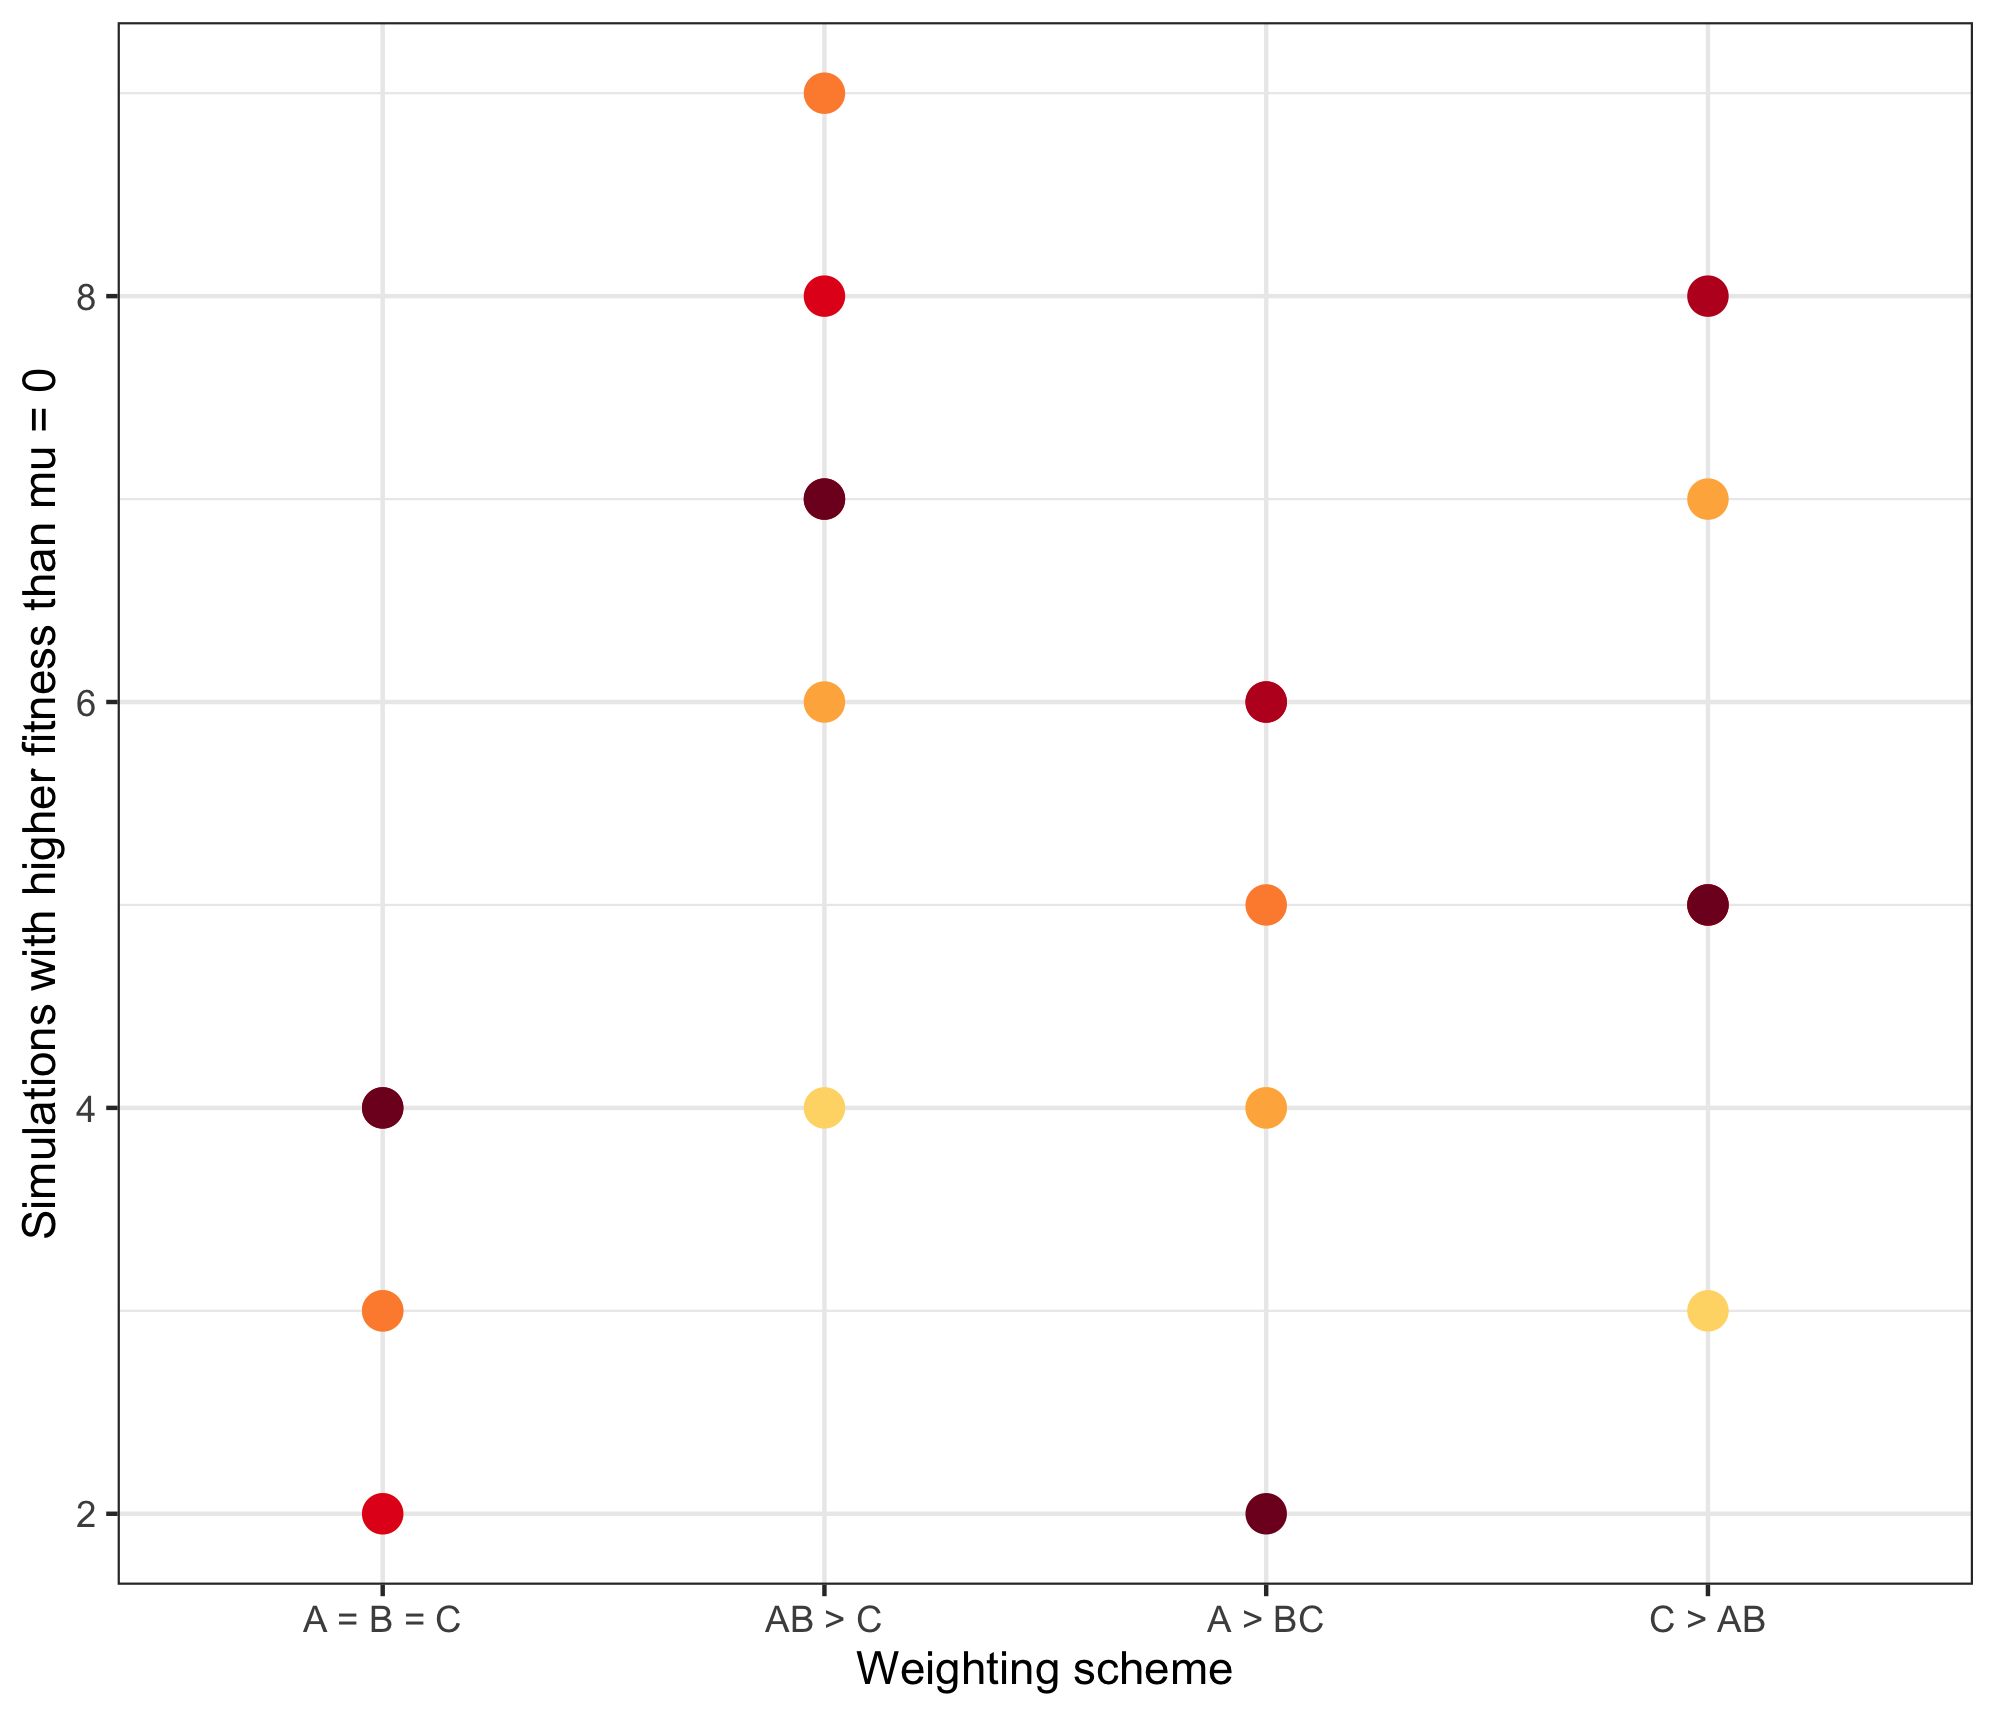 Simulations with higher fitness than mu = 0
8
6
4
2
A = B = C
AB > C
A > BC
C > AB
Weighting scheme